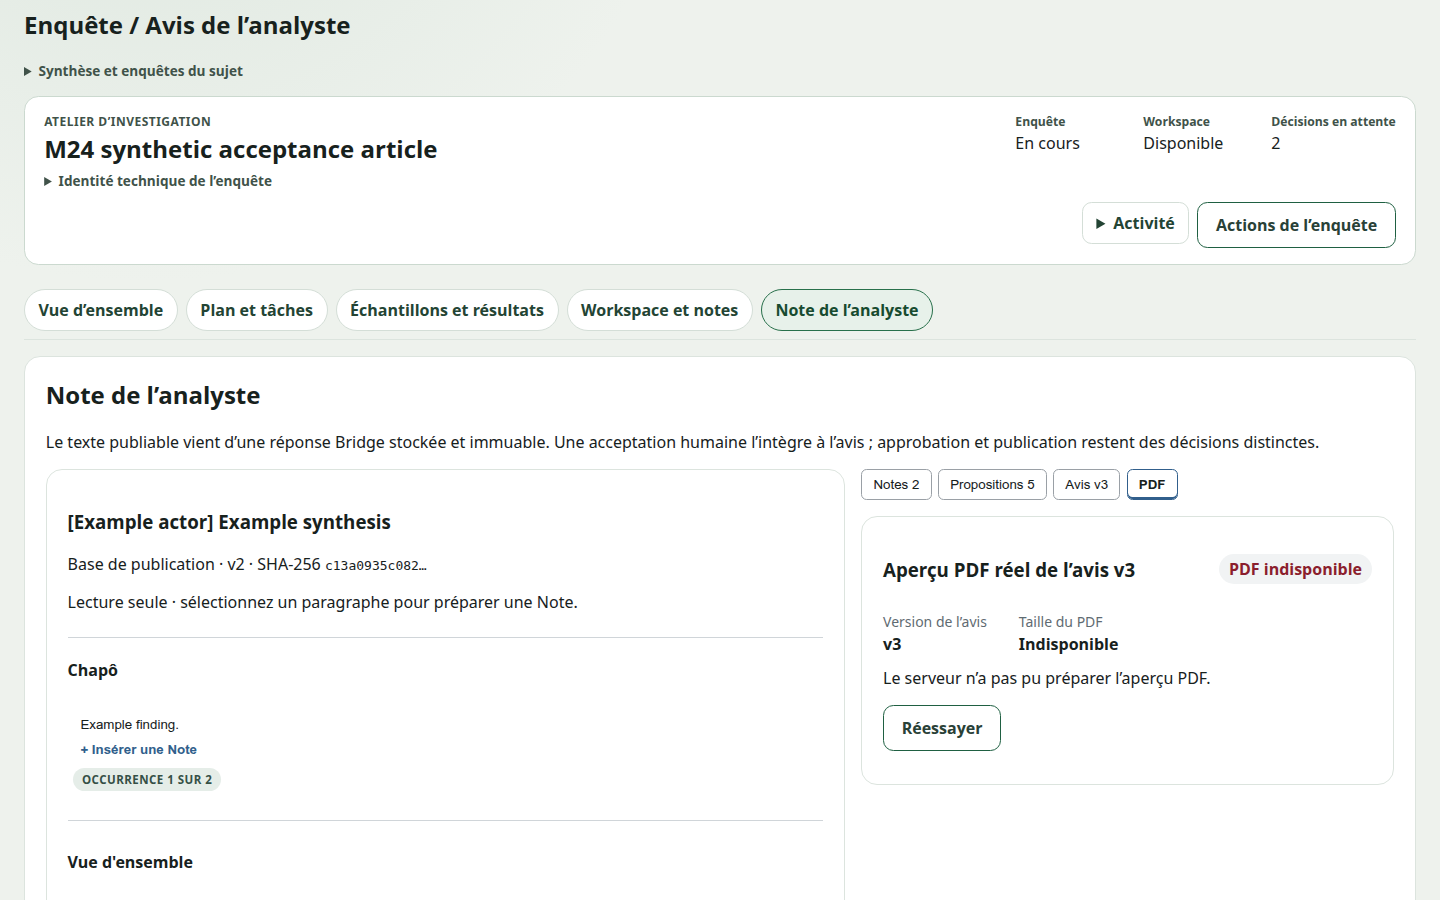 Enquête / Avis de l’analyste
▶ Synthèse et enquêtes du sujet
ATELIER D’INVESTIGATION
M24 synthetic acceptance article
▶ Identité technique de l’enquête
Enquête
En cours
Workspace
Disponible
Décisions en attente
2
▶ Activité
Actions de l’enquête
Vue d’ensemble
Plan et tâches
Échantillons et résultats
Workspace et notes
Note de l’analyste
Note de l’analyste
Le texte publiable vient d’une réponse Bridge stockée et immuable. Une acceptation humaine l’intègre à l’avis ; approbation et publication restent des décisions distinctes.
[Example actor] Example synthesis
Base de publication · v2 · SHA-256 c13a0935c082…
Lecture seule · sélectionnez un paragraphe pour préparer une Note.
Chapô
Example finding.
+ Insérer une Note
OCCURRENCE 1 SUR 2
Vue d'ensemble
Notes 2
Propositions 5
Avis v3
PDF
Aperçu PDF réel de l’avis v3
PDF indisponible
Version de l’avis
v3
Taille du PDF
Indisponible
Le serveur n’a pas pu préparer l’aperçu PDF.
Réessayer